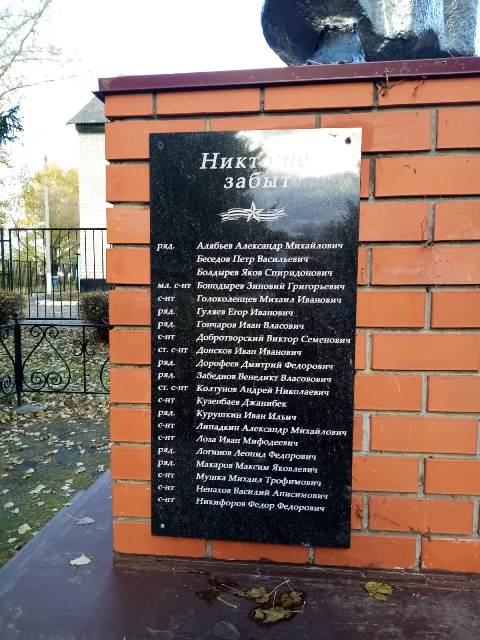 Никто не
забыт
ряд. Алябьев Александр Михайлович
Беседов Петр Васильевич
Болдырев Яков Спиридонович
мл. с-нт Бонодырев Зиновий Григорьевич
с-нт Голоколенцев Михаил Иванович
ряд. Гуляев Егор Иванович
ряд. Гончаров Иван Власович
с-нт Добротворский Виктор Семенович
ст. с-нт Донсков Иван Иванович
ряд. Дорофеев Дмитрий Федорович
ряд. Забеднов Венедикт Власовович
ст. с-нт Колтунов Андрей Николаевич
с-нт Кузенбаев Джанибек
ряд. Курушкин Иван Ильич
с-нт Липадкин Александр Михайлович
с-нт Лоза Иван Мифодеевич
ряд. Логинов Леонид Федорович
ряд. Макаров Максим Яковлевич
с-нт Мушка Михаил Трофимович
с-нт Непахов Василий Анисимович
с-нт Никифоров Федор Федорович